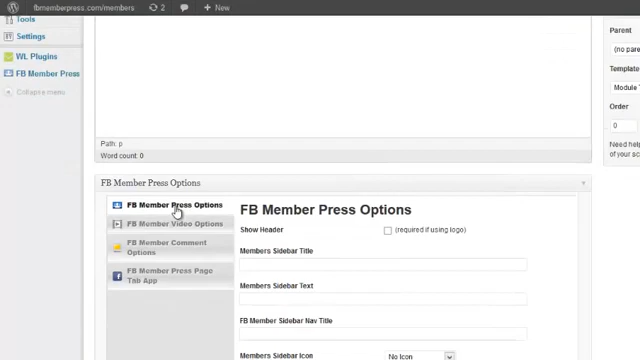 fbmemberpress.com/members
2
New
Tools
Settings
WL Plugins
FB Member Press
Collapse menu
Parent
(no pare
Template
Module T
Order
0
Need help
of your sc
Path: p
Word count: 0
FB Member Press Options
FB Member Press Options
FB Member Video Options
FB Member Comment
Options
FB Member Press Page
Tab App
FB Member Press Options
Show Header
(required if using logo)
Members Sidebar Title
Members Sidebar Text
FB Member Sidebar Nav Title
Members Sidebar Icon
No Icon